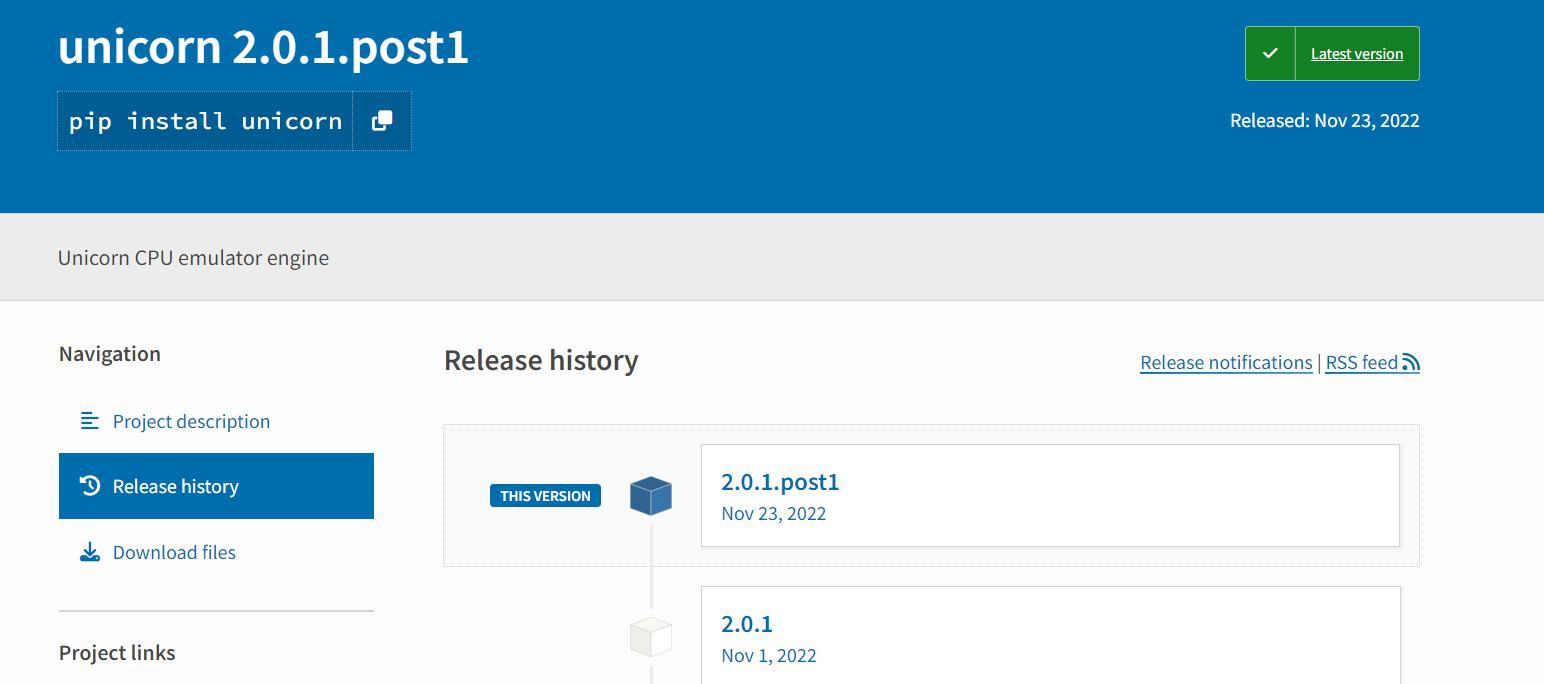 unicorn 2.0.1.post1
Latest version
pip install unicorn
Released: Nov 23, 2022
Unicorn CPU emulator engine
Navigation
Project description
Release history
Download files
Project links
Release history
Release notifications | RSS feed
THIS VERSION
2.0.1.post1
Nov 23, 2022
2.0.1
Nov 1, 2022